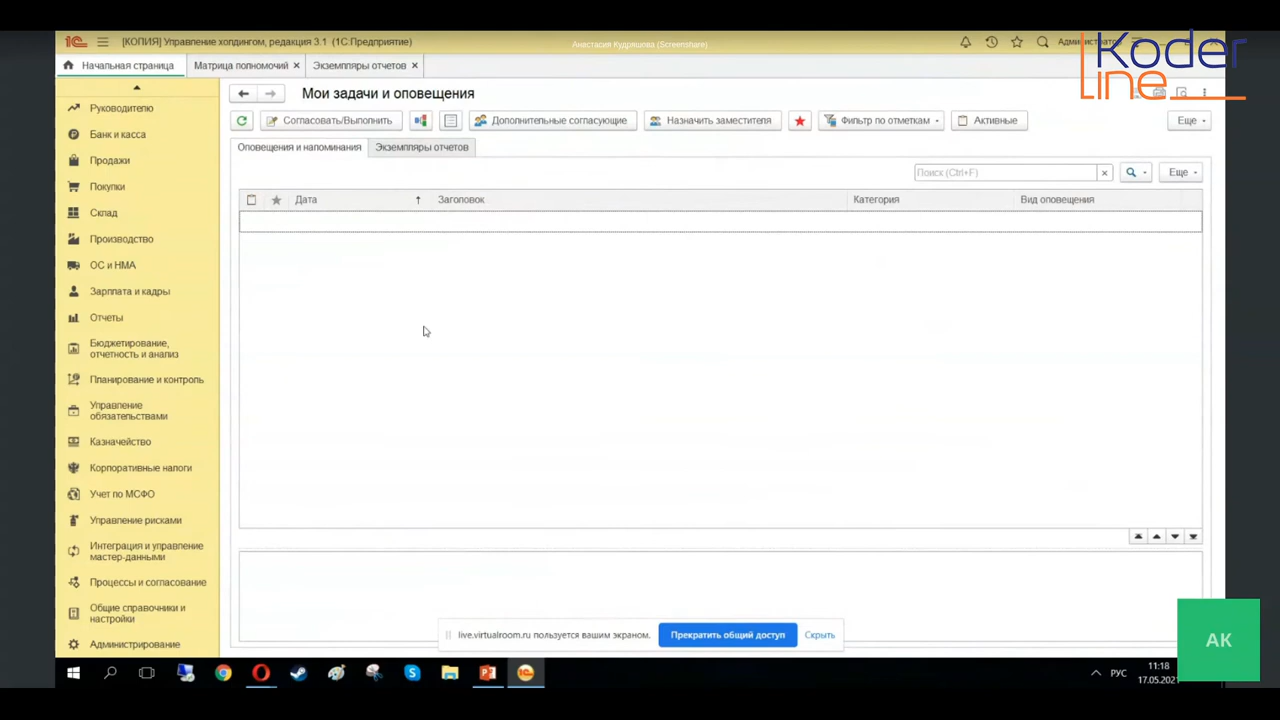 [КОПИЯ] Управление холдингом, редакция 3.1 (1С:Предприятие)
Анастасия Кудряшова (Screenshare)
Koder
line
Начальная страница
Матрица полномочий ×
Экземпляры отчетов ×
Мои задачи и оповещения
Согласовать/Выполнить
Дополнительные согласующие
Назначить заместителя
Фильтр по отметкам
Активные
Еще
Оповещения и напоминания
Экземпляры отчетов
Поиск (Ctrl+F)
×
Еще
Дата
Заголовок
Категория
Вид оповещения
Руководителю
Банк и касса
Продажи
Покупки
Склад
Производство
ОС и НМА
Зарплата и кадры
Отчеты
Бюджетирование,
отчетность и анализ
Планирование и контроль
Управление
обязательствами
Казначейство
Корпоративные налоги
Учет по МСФО
Управление рисками
Интеграция и управление
мастер-данными
Процессы и согласование
Общие справочники и
настройки
Администрирование
live.virtualroom.ru пользуется вашим экраном.
Прекратить общий доступ
Скрыть
АК
РУС
11:18